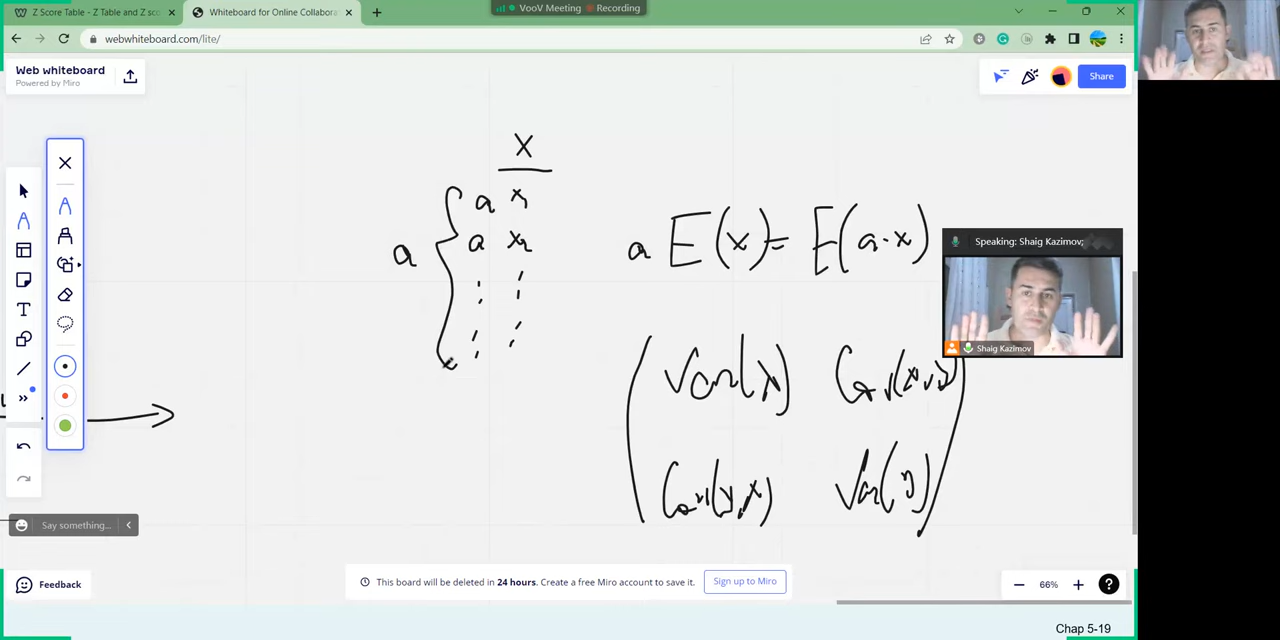 Z Score Table - Z Table and Z sco
Whiteboard for Online Collabora
VooV Meeting
Recording
webwhiteboard.com/lite/
Web whiteboard
Powered by Miro
Share
X
a x1
a x2
a
a E(x) = E(a·x)
Speaking: Shaig Kazimov;
Shaig Kazimov
Var(x) Cov(x,y)
Cov(y,x) Var(y)
Say something...
This board will be deleted in 24 hours. Create a free Miro account to save it.
Sign up to Miro
Feedback
66%
Chap 5-19